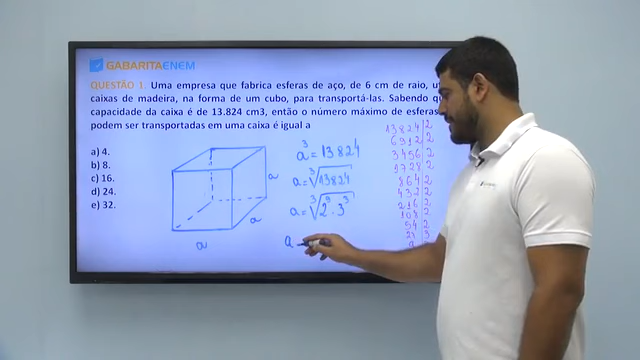 GABARITAENEM
QUESTÃO 1. Uma empresa que fabrica esferas de aço, de 6 cm de raio,
caixas de madeira, na forma de um cubo, para transportá-las. Sabendo
capacidade da caixa é de 13.824 cm3, então o número máximo de esferas
podem ser transportadas em uma caixa é igual a
a) 4.
b) 8.
c) 16.
d) 24.
e) 32.
a
a
a
a³ = 13824
a = ³√13824
a = ³√2⁹ · 3³
a
13824 2
6912 2
3456 2
1728 2
864 2
432 2
216 2
108 2
54 2
27 3
9